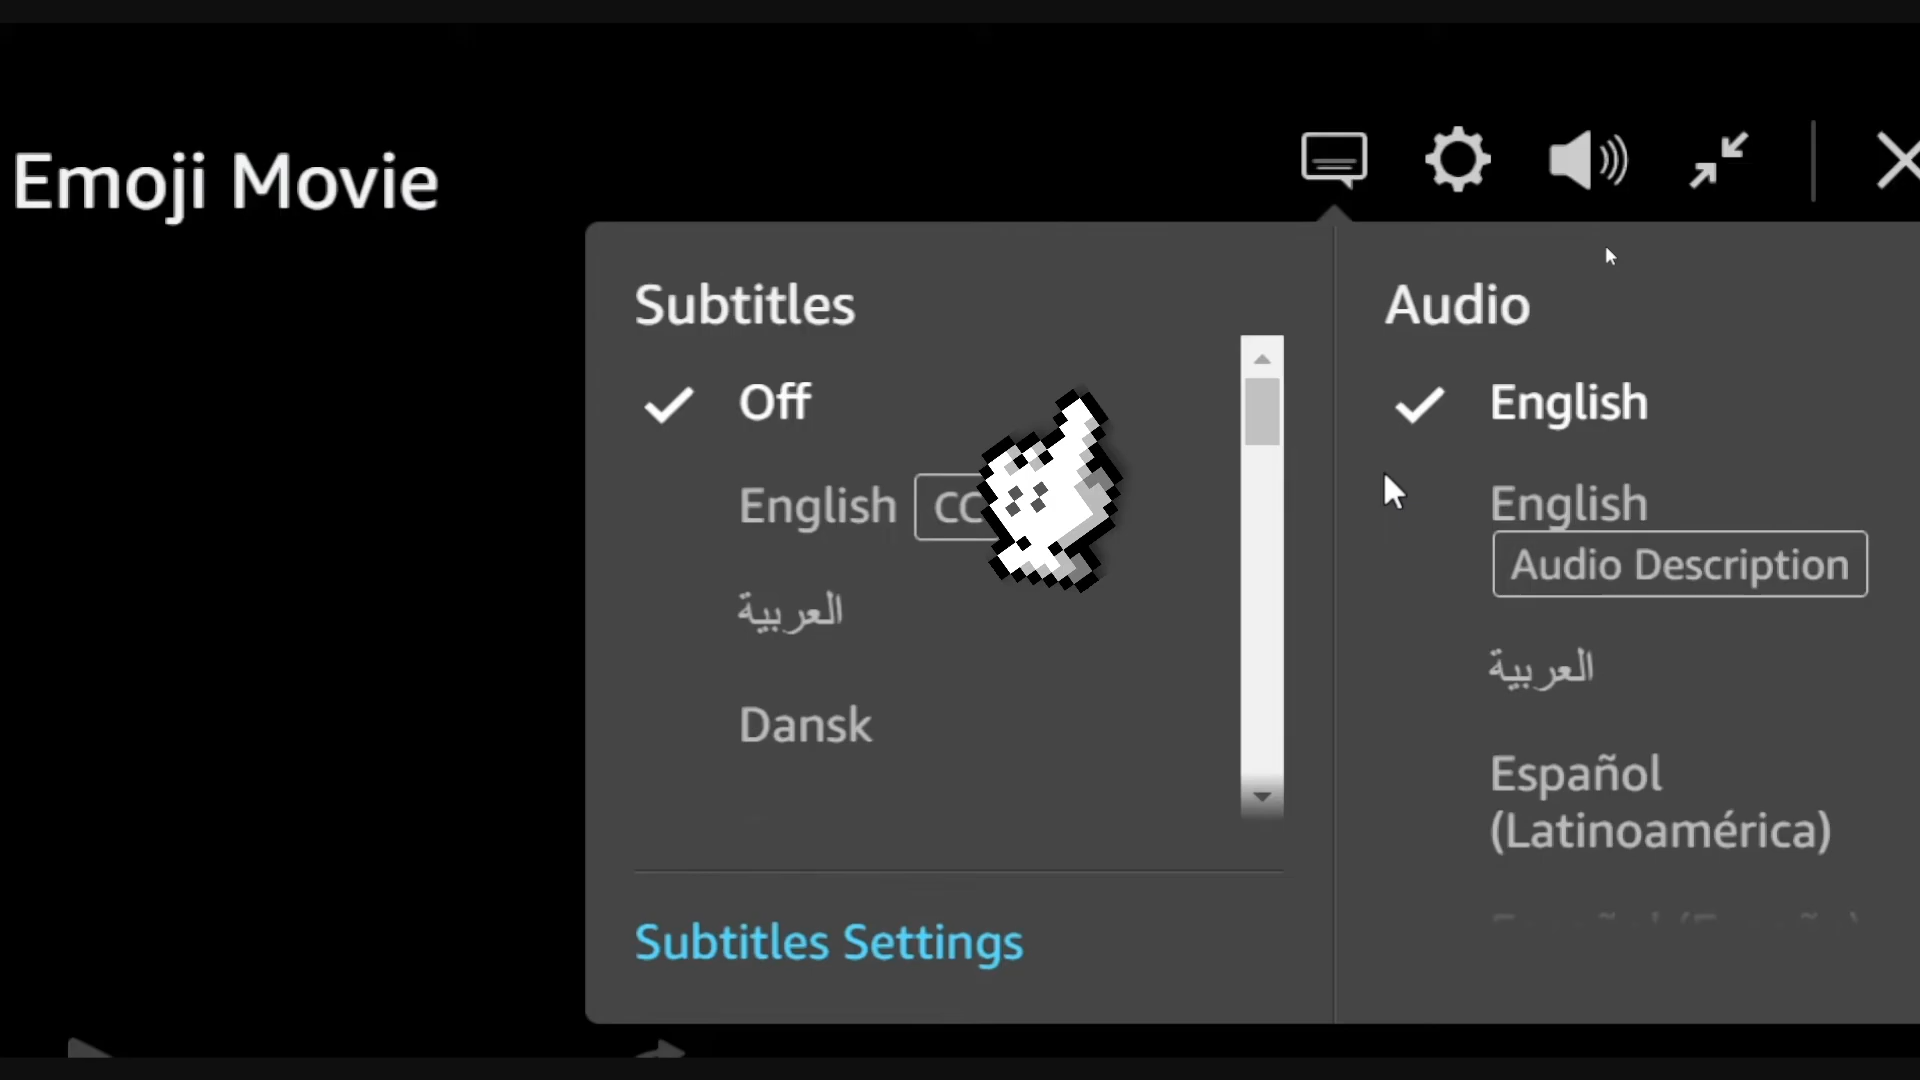 Emoji Movie
Subtitles
Off
English CC
العربية
Dansk
Subtitles Settings
Audio
English
English
Audio Description
العربية
Español
(Latinoamérica)